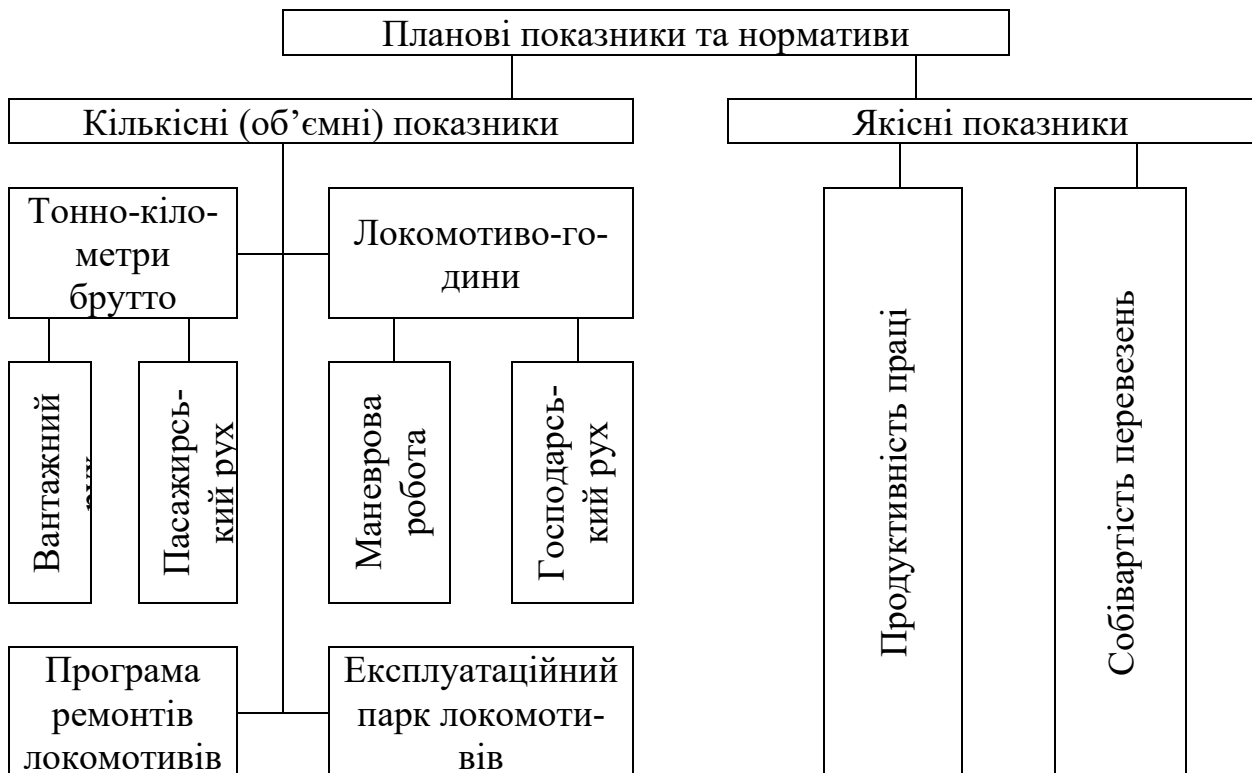 Планові показники та нормативи
Кількісні (об’ємні) показники
Якісні показники
Тонно-кіло-
метри
брутто
Локомотиво-го-
дини
Вантажний
рух
Пасажирсь-
кий рух
Маневрова
робота
Господарсь-
кий рух
Продуктивність праці
Собівартість перевезень
Програма
ремонтів
локомотивів
Експлуатаційний
парк локомоти-
вів